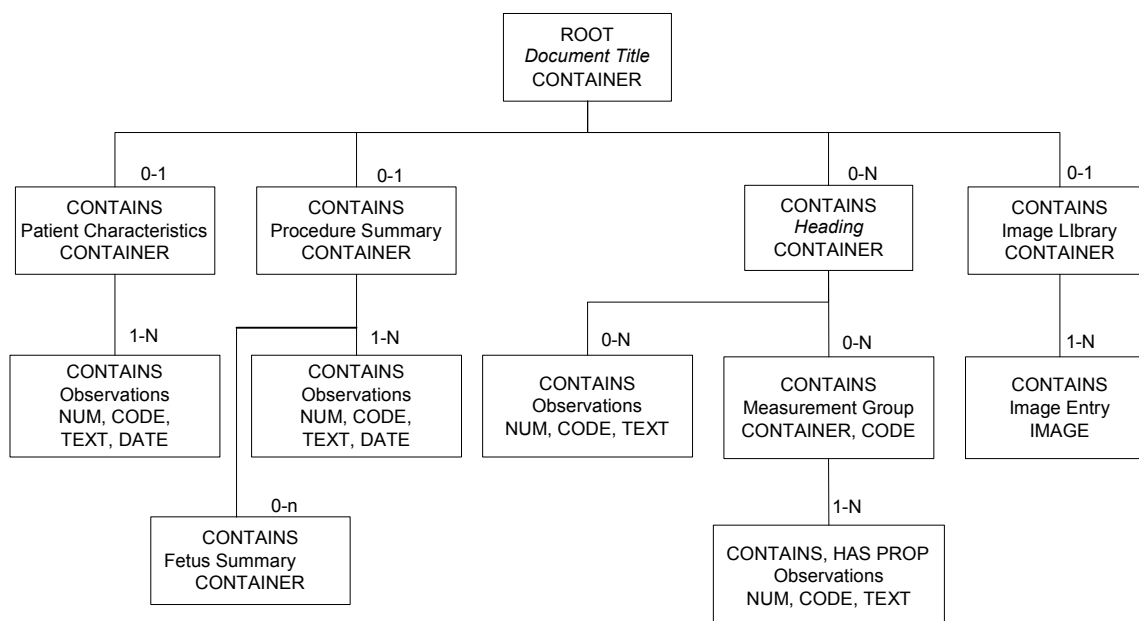 ROOT
Document Title
CONTAINER
0-1
0-1
0-N
0-1
CONTAINS
Patient Characteristics
CONTAINER
CONTAINS
Procedure Summary
CONTAINER
CONTAINS
Heading
CONTAINER
CONTAINS
Image LIbrary
CONTAINER
1-N
1-N
0-N
0-N
1-N
CONTAINS
Observations
NUM, CODE,
TEXT, DATE
CONTAINS
Observations
NUM, CODE,
TEXT, DATE
CONTAINS
Observations
NUM, CODE, TEXT
CONTAINS
Measurement Group
CONTAINER, CODE
CONTAINS
Image Entry
IMAGE
0-n
1-N
CONTAINS
Fetus Summary
CONTAINER
CONTAINS, HAS PROP
Observations
NUM, CODE, TEXT